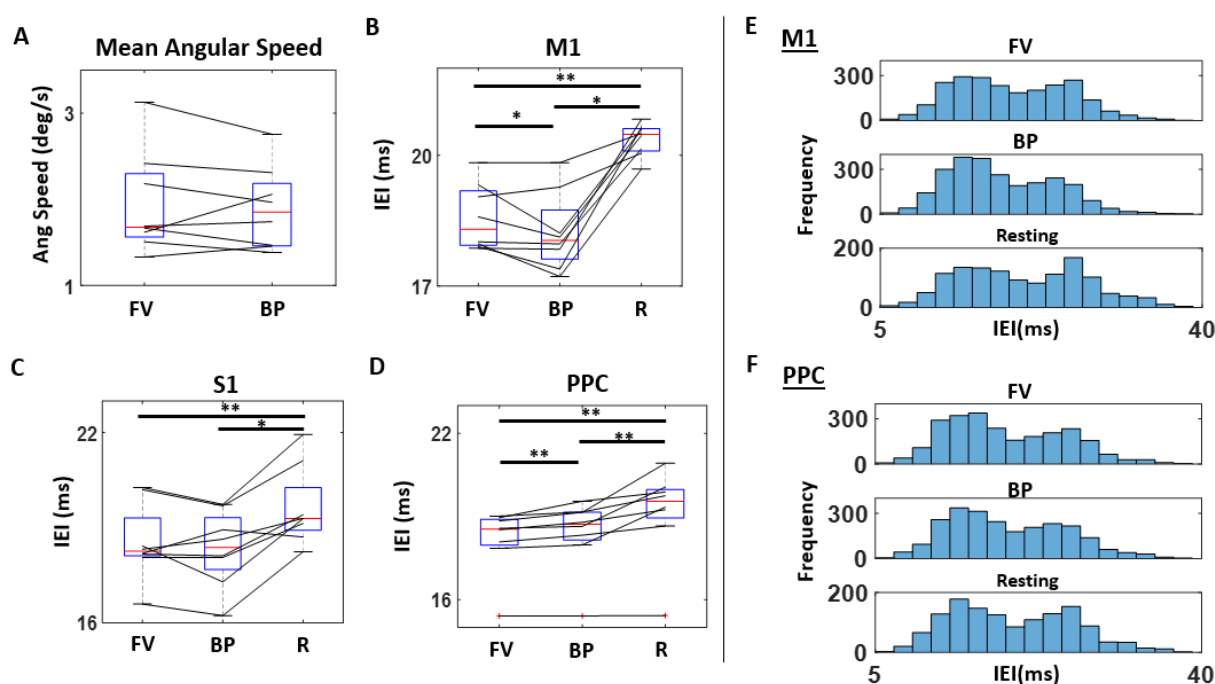 A
Mean Angular Speed
Ang Speed (deg/s)
3
1
FV BP
B
M1
**
*
*
IEI (ms)
20
17
FV BP R
C
S1
**
*
IEI (ms)
22
16
FV BP R
D
PPC
**
**
**
IEI (ms)
22
16
FV BP R
E
M1
Frequency
FV
300
0
BP
300
0
Resting
200
0
5 IEI(ms) 40
F
PPC
Frequency
FV
300
0
BP
300
0
Resting
200
0
5 IEI(ms) 40